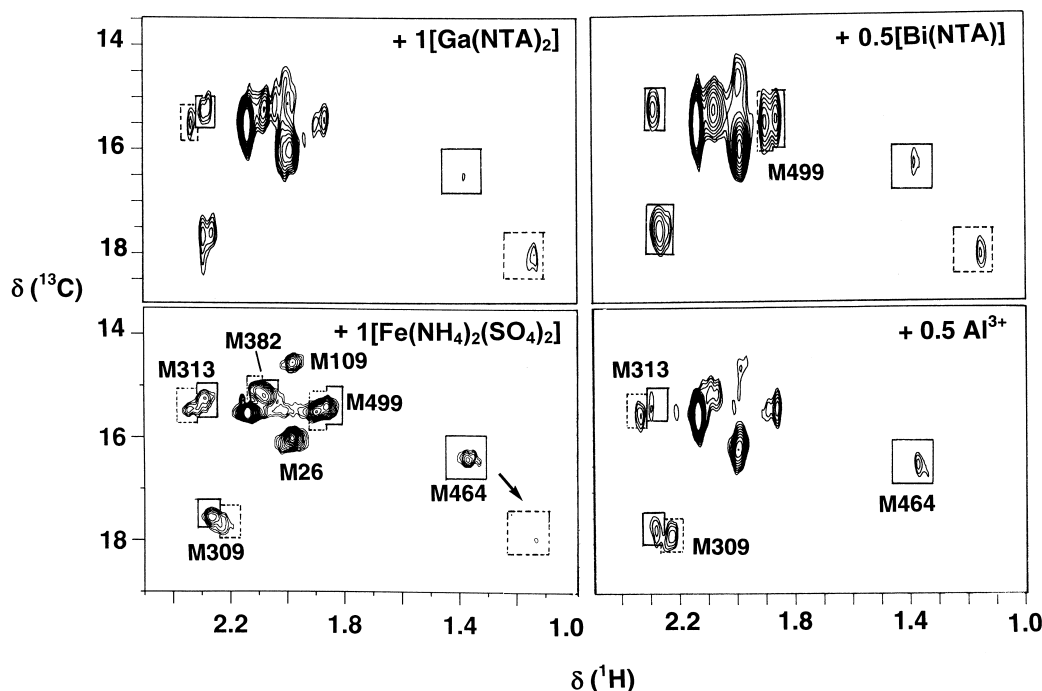 + 1[Ga(NTA)₂]
+ 0.5[Bi(NTA)]
14
16
18
M499
δ (¹³C)
+ 1[Fe(NH₄)₂(SO₄)₂]
+ 0.5 Al³⁺
14
16
18
M382
M109
M313
M499
M26
M464
M309
M313
M464
M309
2.2
1.8
1.4
1.0
2.2
1.8
1.4
1.0
δ (¹H)